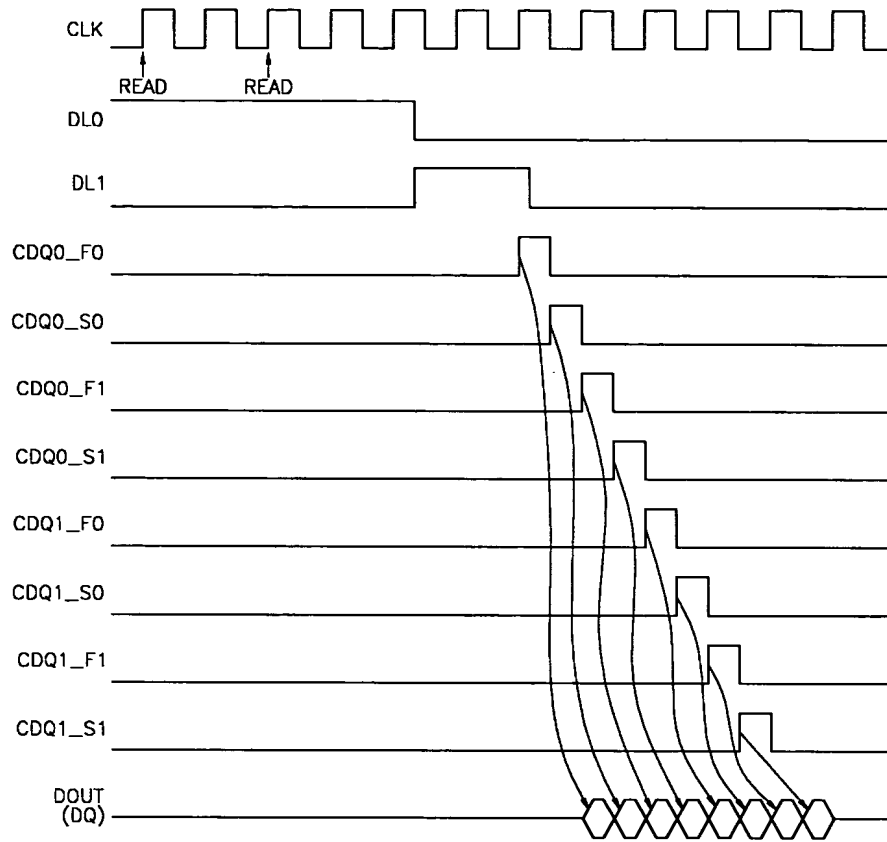 CLK
READ READ
DL0
DL1
CDQ0_F0
CDQ0_S0
CDQ0_F1
CDQ0_S1
CDQ1_F0
CDQ1_S0
CDQ1_F1
CDQ1_S1
DOUT
(DQ)